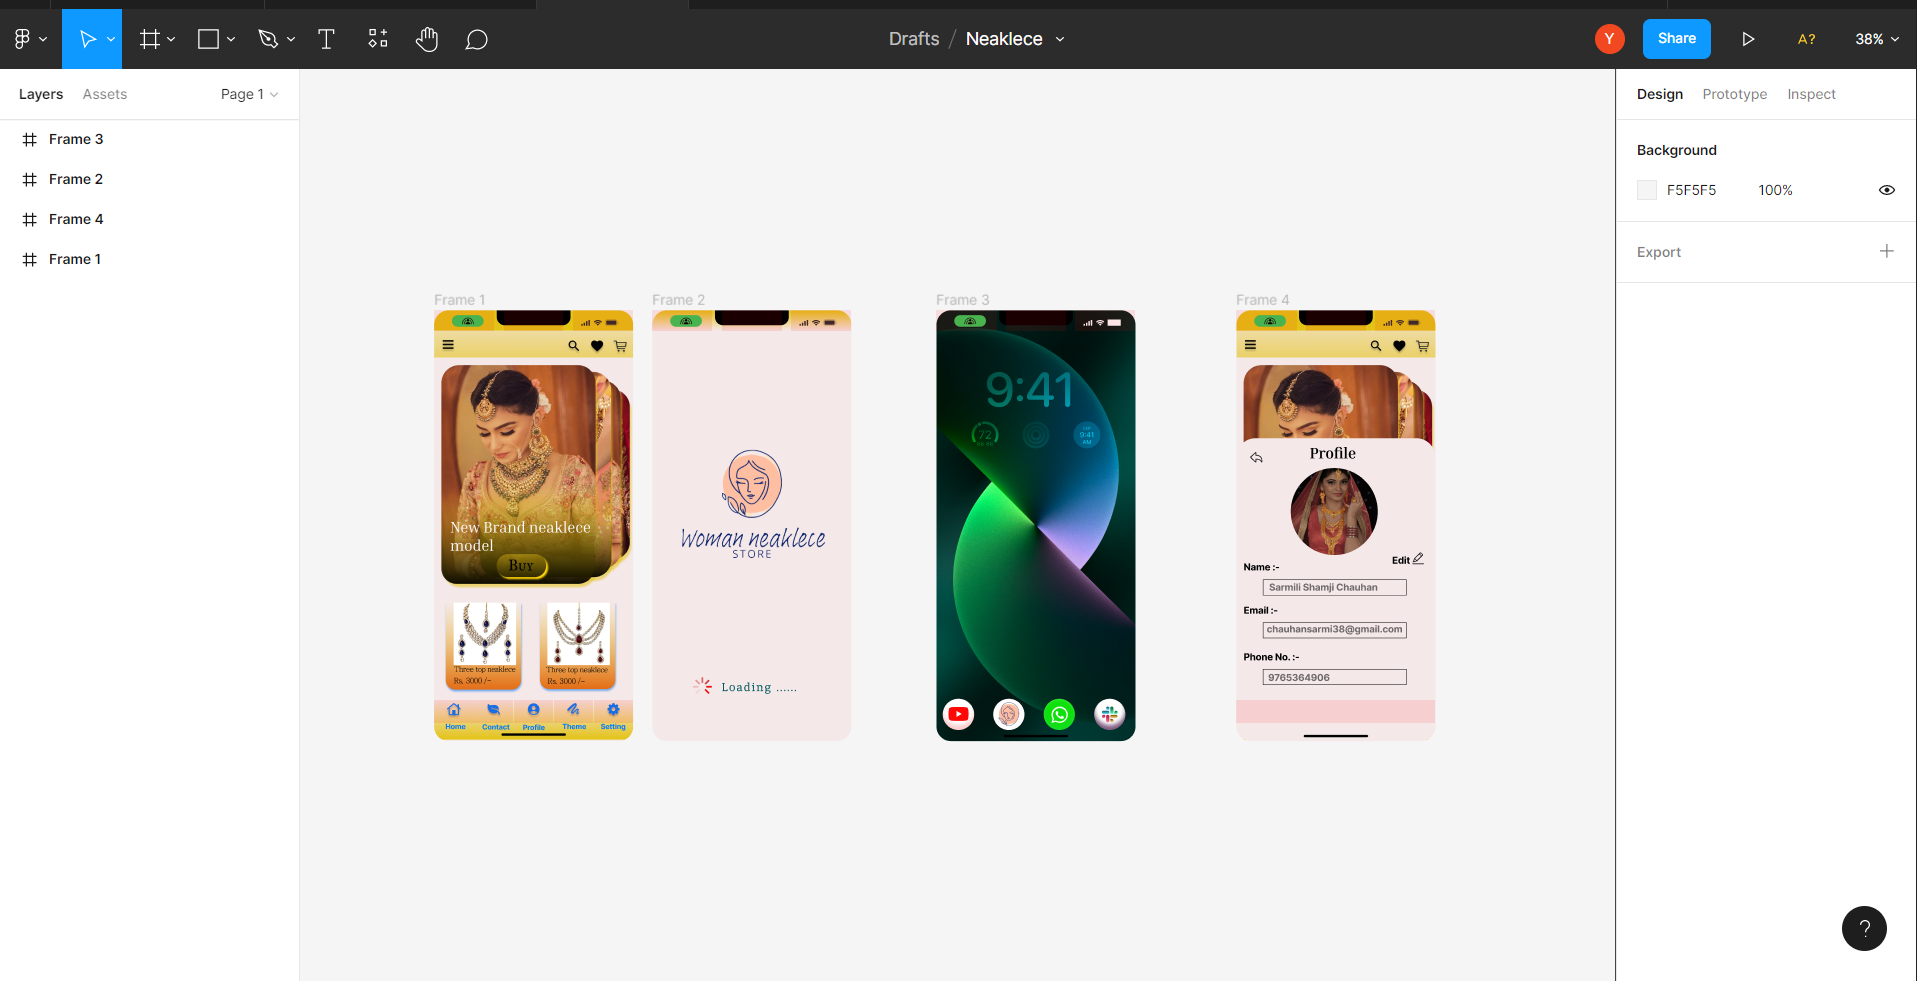 Drafts / Neaklece
Y
Share
A?
38%
Layers
Assets
Page 1
Frame 3
Frame 2
Frame 4
Frame 1
Design
Prototype
Inspect
Background
F5F5F5
100%
Export
Frame 1
New Brand neaklece
model
Buy
Three top neaklece
Rs. 3000 /-
Three top neaklece
Rs. 3000 /-
Home
Contact
Profile
Theme
Setting
Frame 2
Woman neaklece
STORE
Loading ......
Frame 3
9:41
72
9:41
AM
Frame 4
Profile
Edit
Name :-
Sarmili Shamji Chauhan
Email :-
chauhansarmi38@gmail.com
Phone No. :-
9765364906
?